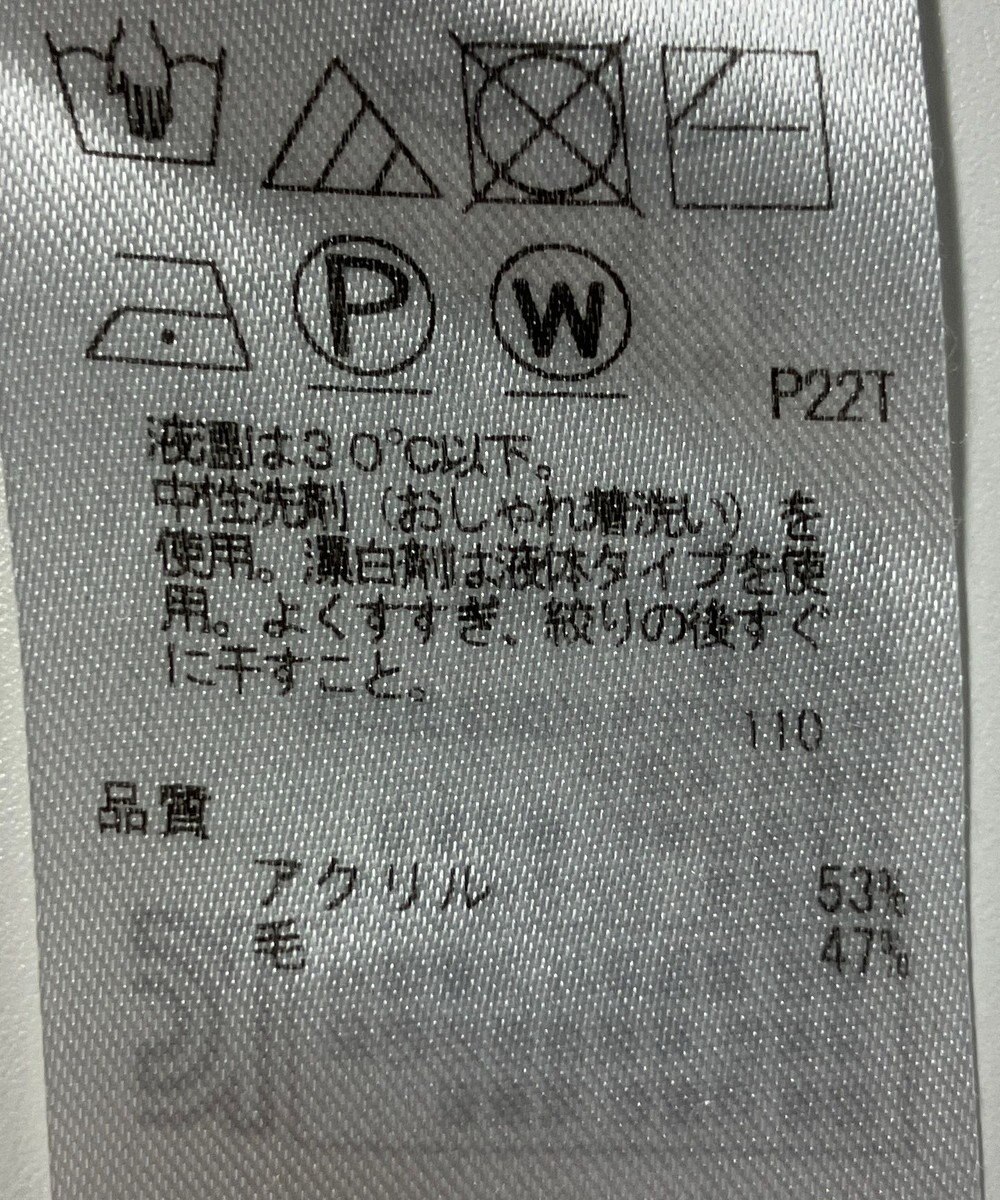 P W
P22T
液温は30℃以下。
中性洗剤(おしゃれ着洗い)を
使用。漂白剤は液体タイプを使
用。よくすすぎ、絞りの後すぐ
に干すこと。
110
品質
アクリル 53%
毛 47%